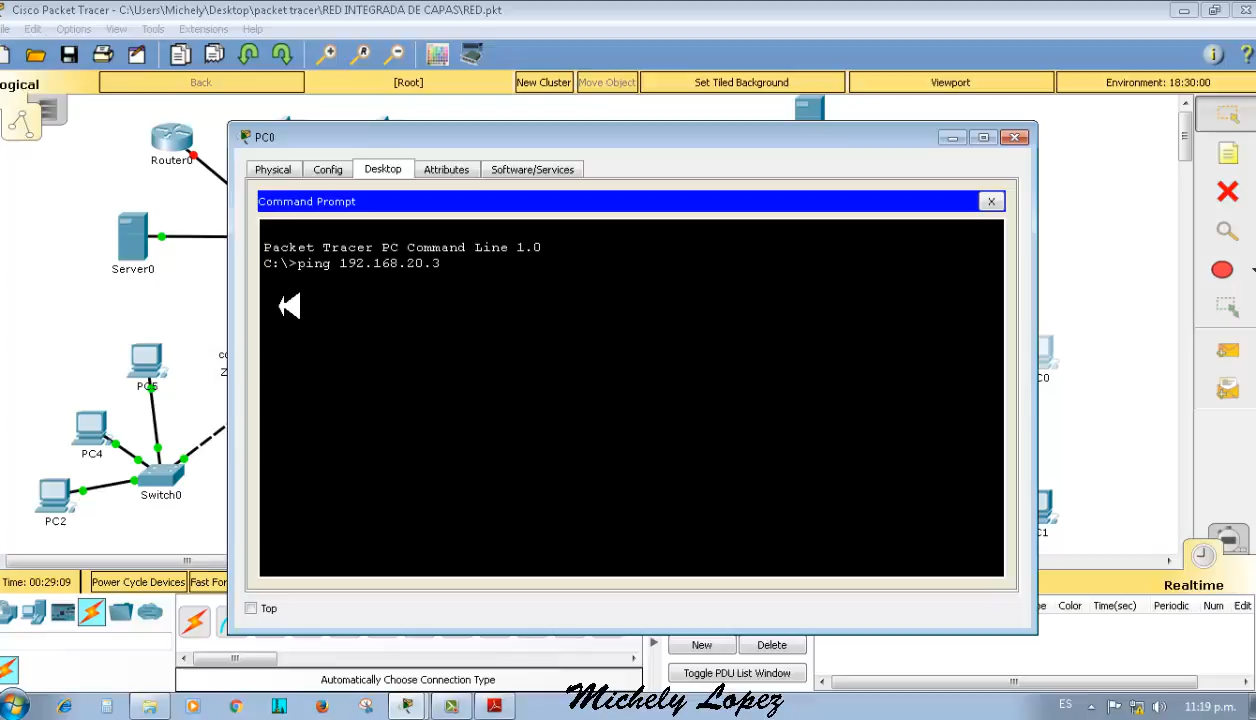 Cisco Packet Tracer - C:\Users\Michely\Desktop\packet tracer\RED INTEGRADA DE CAPAS\RED.pkt
Edit Options View Tools Extensions Help
Back [Root] New Cluster Move Object Set Tiled Background Viewport Environment: 18:30:00
Router0
PC0
Physical Config Desktop Attributes Software/Services
Command Prompt X
Packet Tracer PC Command Line 1.0
C:\>ping 192.168.20.3
Server0
PC5
PC4
Switch0
PC2
Time: 00:29:09 Power Cycle Devices
Top
Realtime
Color Time(sec) Periodic Num Edit
New Delete
Toggle PDU List Window
Automatically Choose Connection Type
Michely Lopez
ES 11:19 p.m.